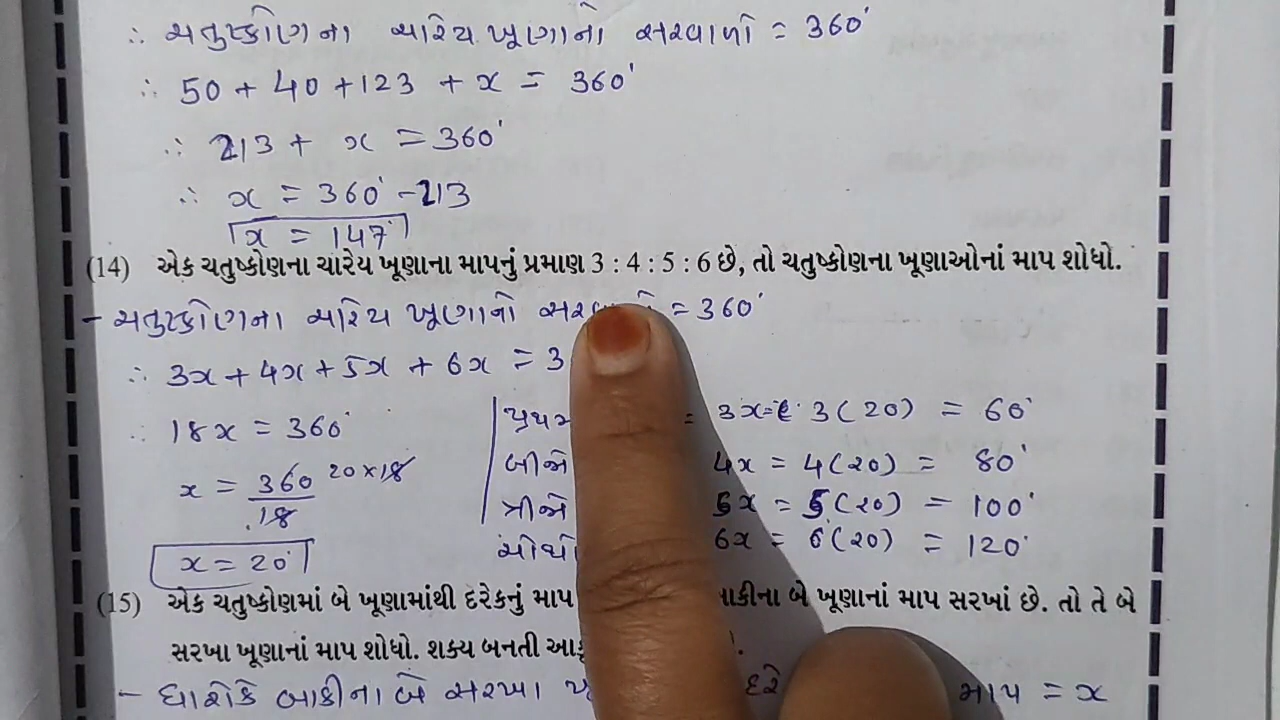 ∴ ચતુષ્કોણના ચારેય ખૂણાનો સરવાળો = 360°
∴ 50 + 40 + 123 + x = 360°
∴ 213 + x = 360°
∴ x = 360° - 213
x = 147°
(14) એક ચતુષ્કોણના ચારેય ખૂણાના માપનું પ્રમાણ 3 : 4 : 5 : 6 છે, તો ચતુષ્કોણના ખૂણાઓનાં માપ શોધો.
- ચતુષ્કોણના ચારેય ખૂણાનો = 360°
∴ 3x + 4x + 5x + 6x = 3
∴ 18x = 360°
x = 360 20 x 18
18
x = 20°
= 3x = 3(20) = 60°
બીજો 4x = 4(20) = 80°
ત્રીજો 5x = 5(20) = 100°
ચોથો 6x = 6(20) = 120°
(15) એક ચતુષ્કોણમાં બે ખૂણામાંથી દરેકનું માપ બે ખૂણાનાં માપ સરખાં છે. તો તે બે
સરખા ખૂણાનાં માપ શોધો. શક્ય બનતી
- ધારોકે બાકીના બે સરખા માપ = x